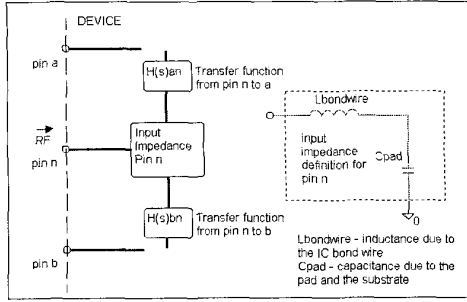 DEVICE
pin a
H(s)an
Transfer function
from pin n to a
RF
pin n
Input
Impedance
Pin n
H(s)bn
Transfer function
from pin n to b
pin b
Lbondwire
input
impedance
definition for
pin n
Cpad
0
Lbondwire - inductance due to
the IC bond wire
Cpad - capacitance due to the
pad and the substrate